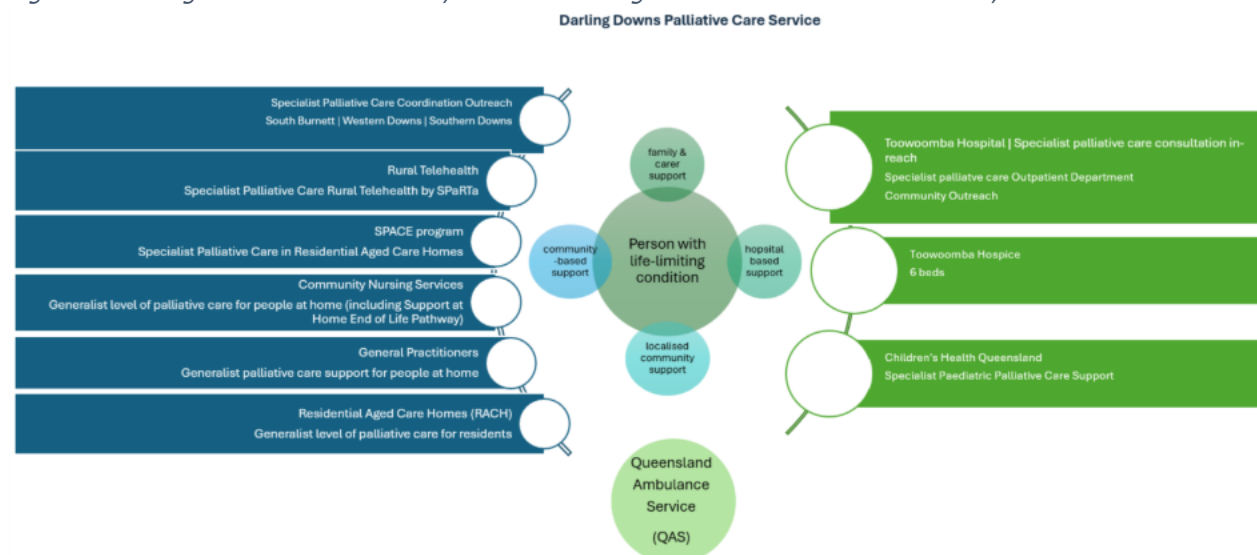 Darling Downs Palliative Care Service
Specialist Palliative Care Coordination Outreach
South Burnett | Western Downs | Southern Downs
Rural Telehealth
Specialist Palliative Care Rural Telehealth by SPaRTa
SPACE program
Specialist Palliative Care in Residential Aged Care Homes
Community Nursing Services
Generalist level of palliative care for people at home (including Support at
Home End of Life Pathway)
General Practitioners
Generalist palliative care support for people at home
Residential Aged Care Homes (RACH)
Generalist level of palliative care for residents
family &
carer
support
community
-based
support
Person with
life-limiting
condition
hopsital
based
support
localised
community
support
Queensland
Ambulance
Service
(QAS)
Toowoomba Hospital | Specialist palliative care consultation in-
reach
Specialist palliatve care Outpatient Department
Community Outreach
Toowoomba Hospice
6 beds
Children's Health Queensland
Specialist Paediatric Palliative Care Support